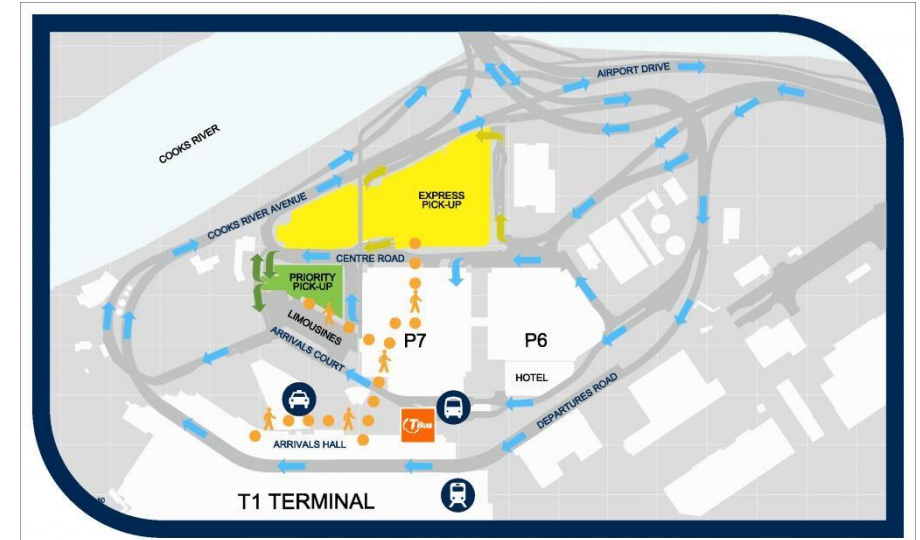 AIRPORT DRIVE
COOKS RIVER
EXPRESS
PICK-UP
COOKS RIVER AVENUE
CENTRE ROAD
PRIORITY
PICK-UP
LIMOUSINES
ARRIVALS COURT
P7
P6
HOTEL
DEPARTURES ROAD
TBus
ARRIVALS HALL
T1 TERMINAL